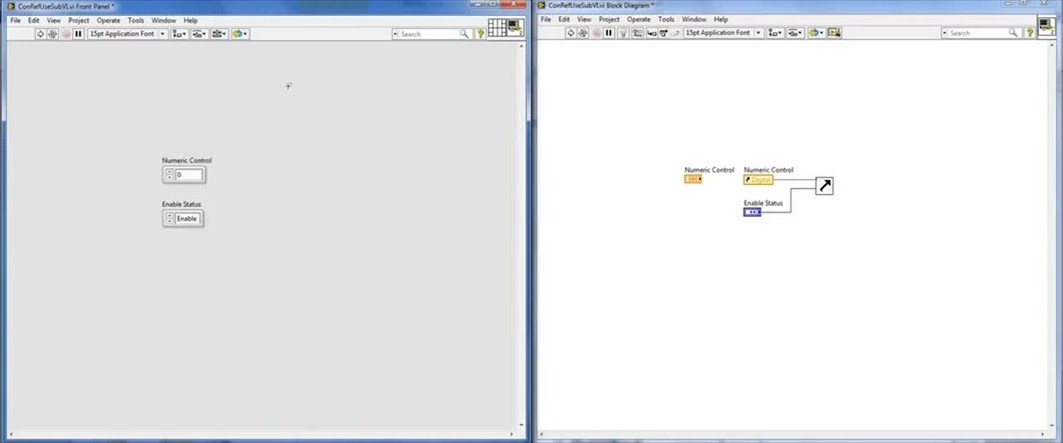 ConRefUseSubVI.vi Front Panel *
File Edit View Project Operate Tools Window Help
15pt Application Font
Search
?
Numeric Control
0
Enable Status
Enable
ConRefUseSubVI.vi Block Diagram *
File Edit View Project Operate Tools Window Help
15pt Application Font
Search
?
Numeric Control
Numeric Control
Digital
Enable Status